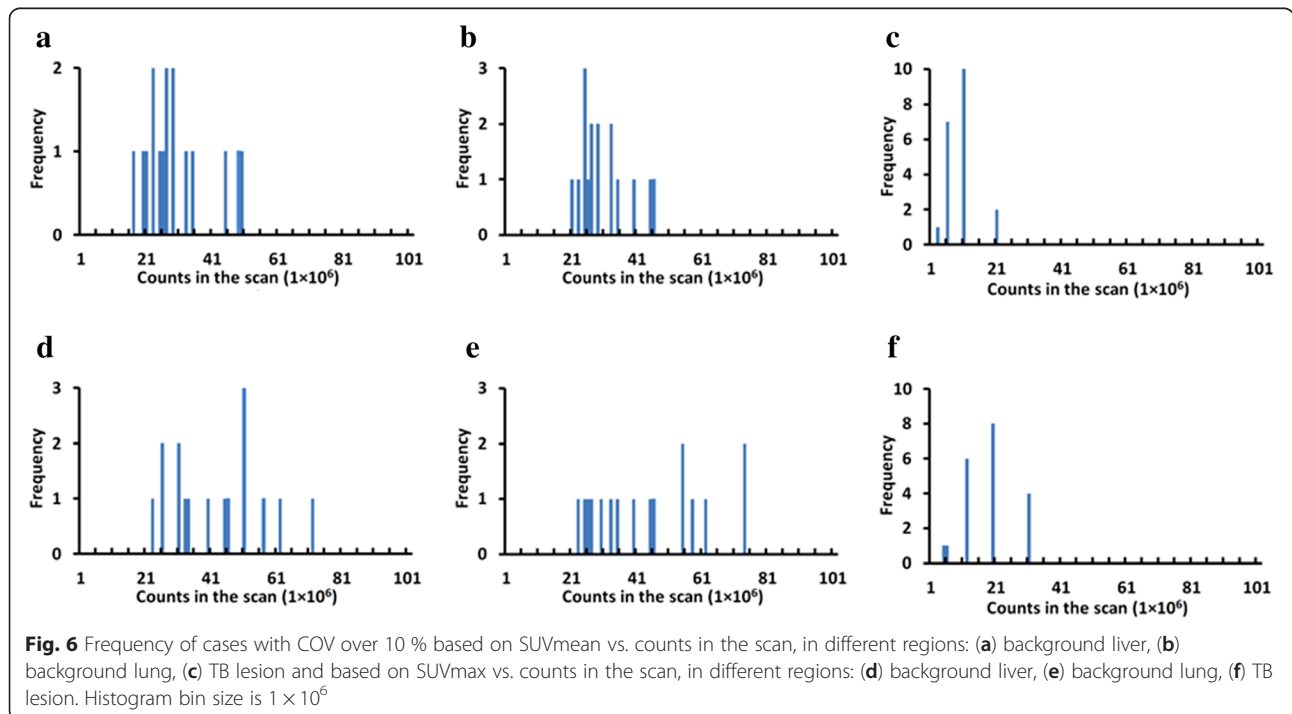 a
2
1
0
Frequency
1 21 41 61 81 101
Counts in the scan (1×10⁶)
b
3
2
1
0
Frequency
1 21 41 61 81 101
Counts in the scan (1×10⁶)
c
10
8
6
4
2
0
Frequency
1 21 41 61 81 101
Counts in the scan (1×10⁶)
d
3
2
1
0
Frequency
1 21 41 61 81 101
Counts in the scan (1×10⁶)
e
3
2
1
0
Frequency
1 21 41 61 81 101
Counts in the scan (1×10⁶)
f
10
8
6
4
2
0
Frequency
1 21 41 61 81 101
Counts in the scan (1×10⁶)
Fig. 6 Frequency of cases with COV over 10 % based on SUVmean vs. counts in the scan, in different regions: (a) background liver, (b)
background lung, (c) TB lesion and based on SUVmax vs. counts in the scan, in different regions: (d) background liver, (e) background lung, (f) TB
lesion. Histogram bin size is 1 × 10⁶